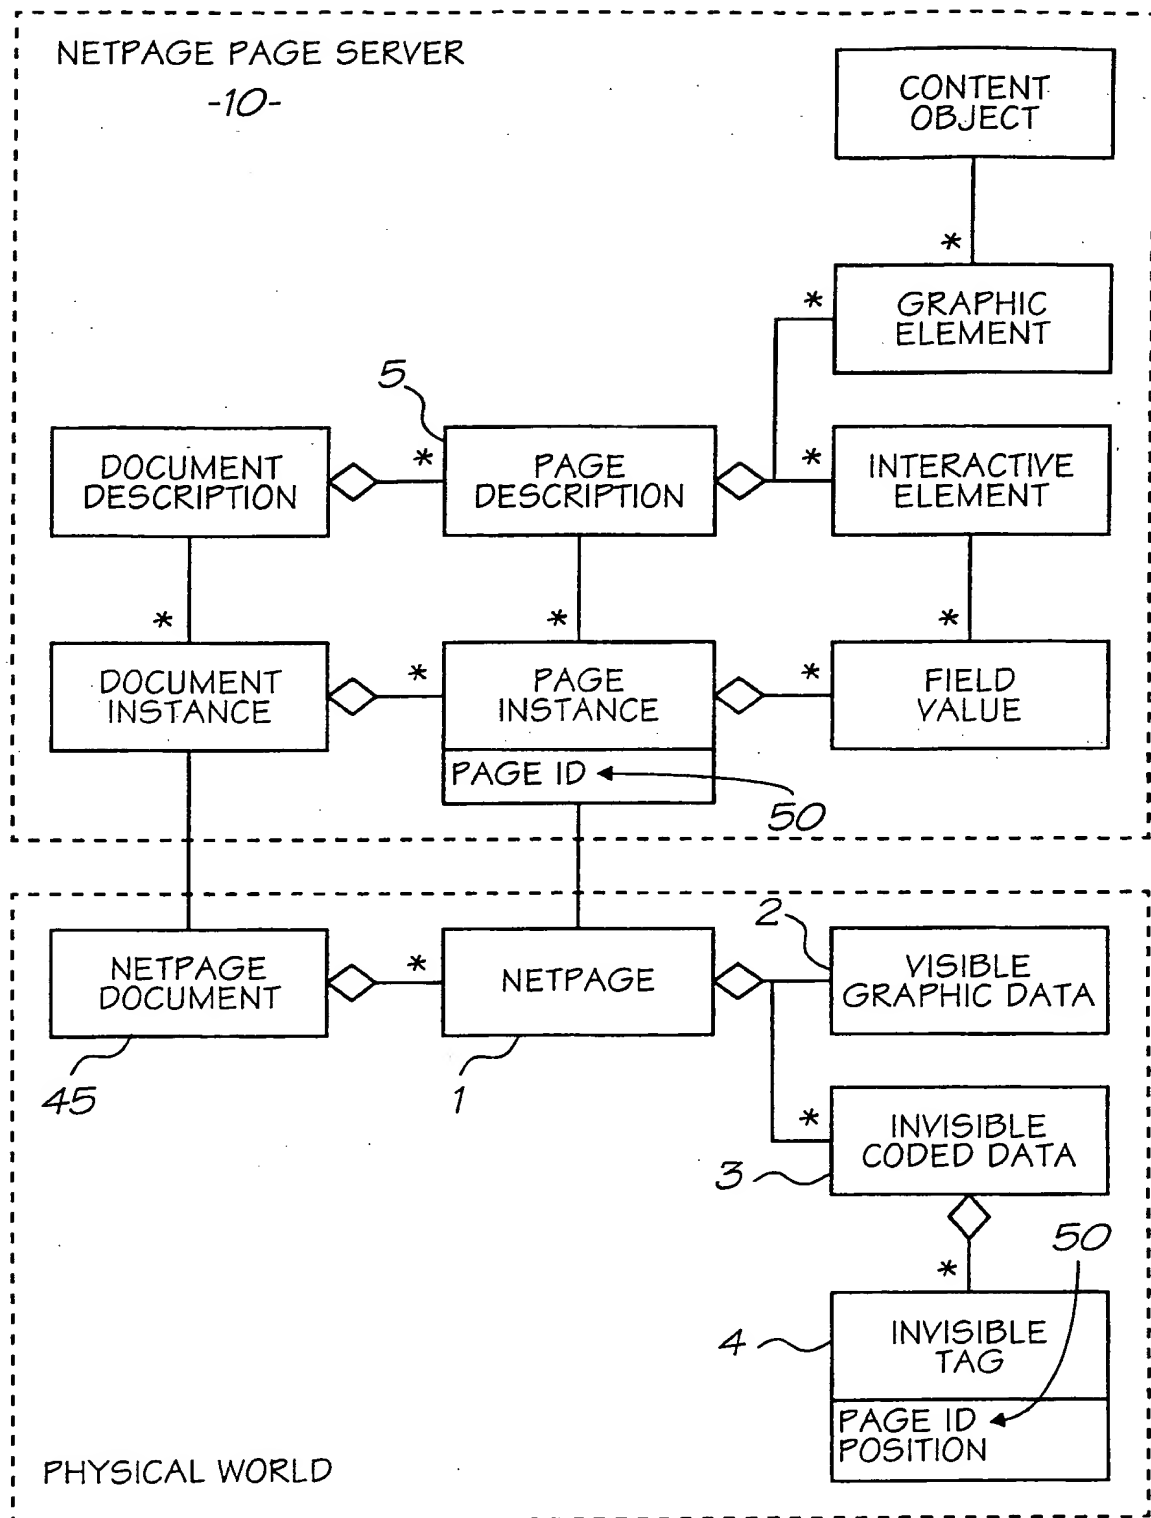 NETPAGE PAGE SERVER
-10-
CONTENT
OBJECT
*
GRAPHIC
ELEMENT
*
5
DOCUMENT
DESCRIPTION
*
PAGE
DESCRIPTION
*
INTERACTIVE
ELEMENT
*
*
*
DOCUMENT
INSTANCE
*
PAGE
INSTANCE
*
FIELD
VALUE
PAGE ID
50
2
NETPAGE
DOCUMENT
*
NETPAGE
VISIBLE
GRAPHIC DATA
45
1
*
INVISIBLE
CODED DATA
3
50
*
4
INVISIBLE
TAG
PAGE ID
POSITION
PHYSICAL WORLD